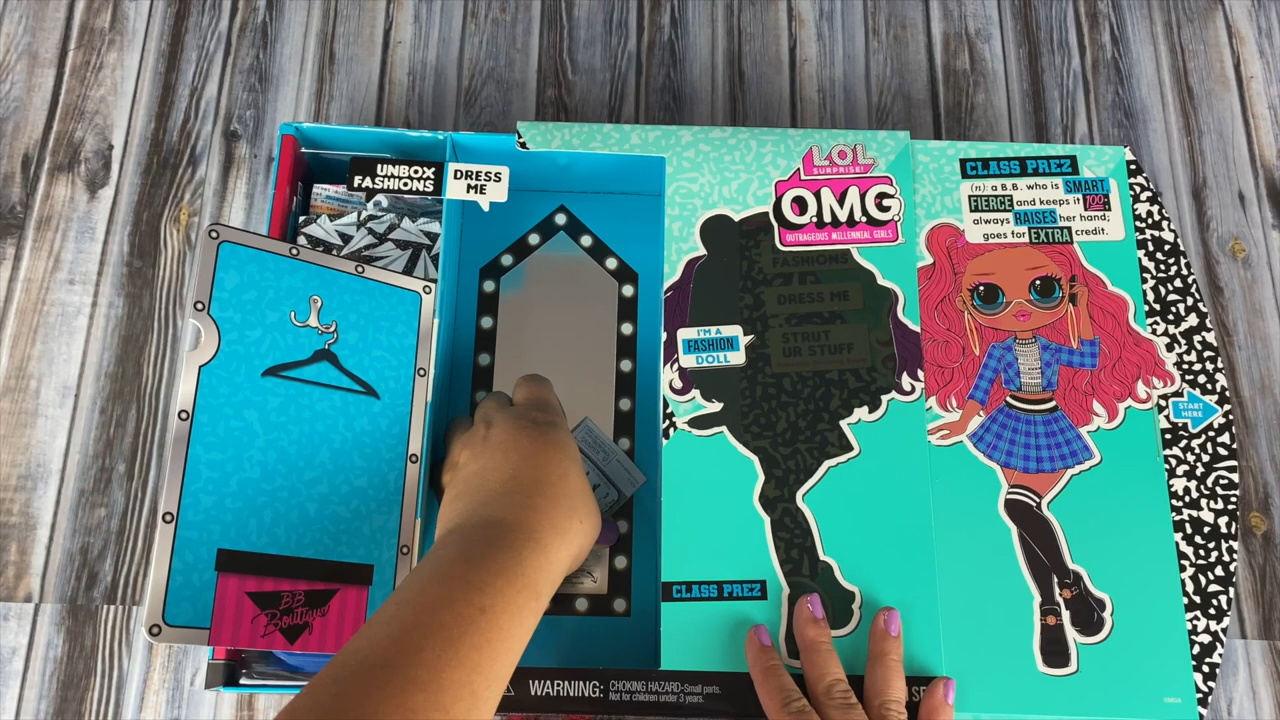 UNBOX
FASHIONS
DRESS
ME
BB
Boutique
L.O.L
SURPRISE!
O.M.G.
OUTRAGEOUS MILLENNIAL GIRLS
FASHIONS
DRESS ME
STRUT
UR STUFF
I'M A
FASHION
DOLL
CLASS PREZ
CLASS PREZ
(n): a B.B. who is SMART,
FIERCE and keeps it 100
always RAISES her hand;
goes for EXTRA credit.
START
HERE
WARNING: CHOKING HAZARD-Small parts.
Not for children under 3 years.